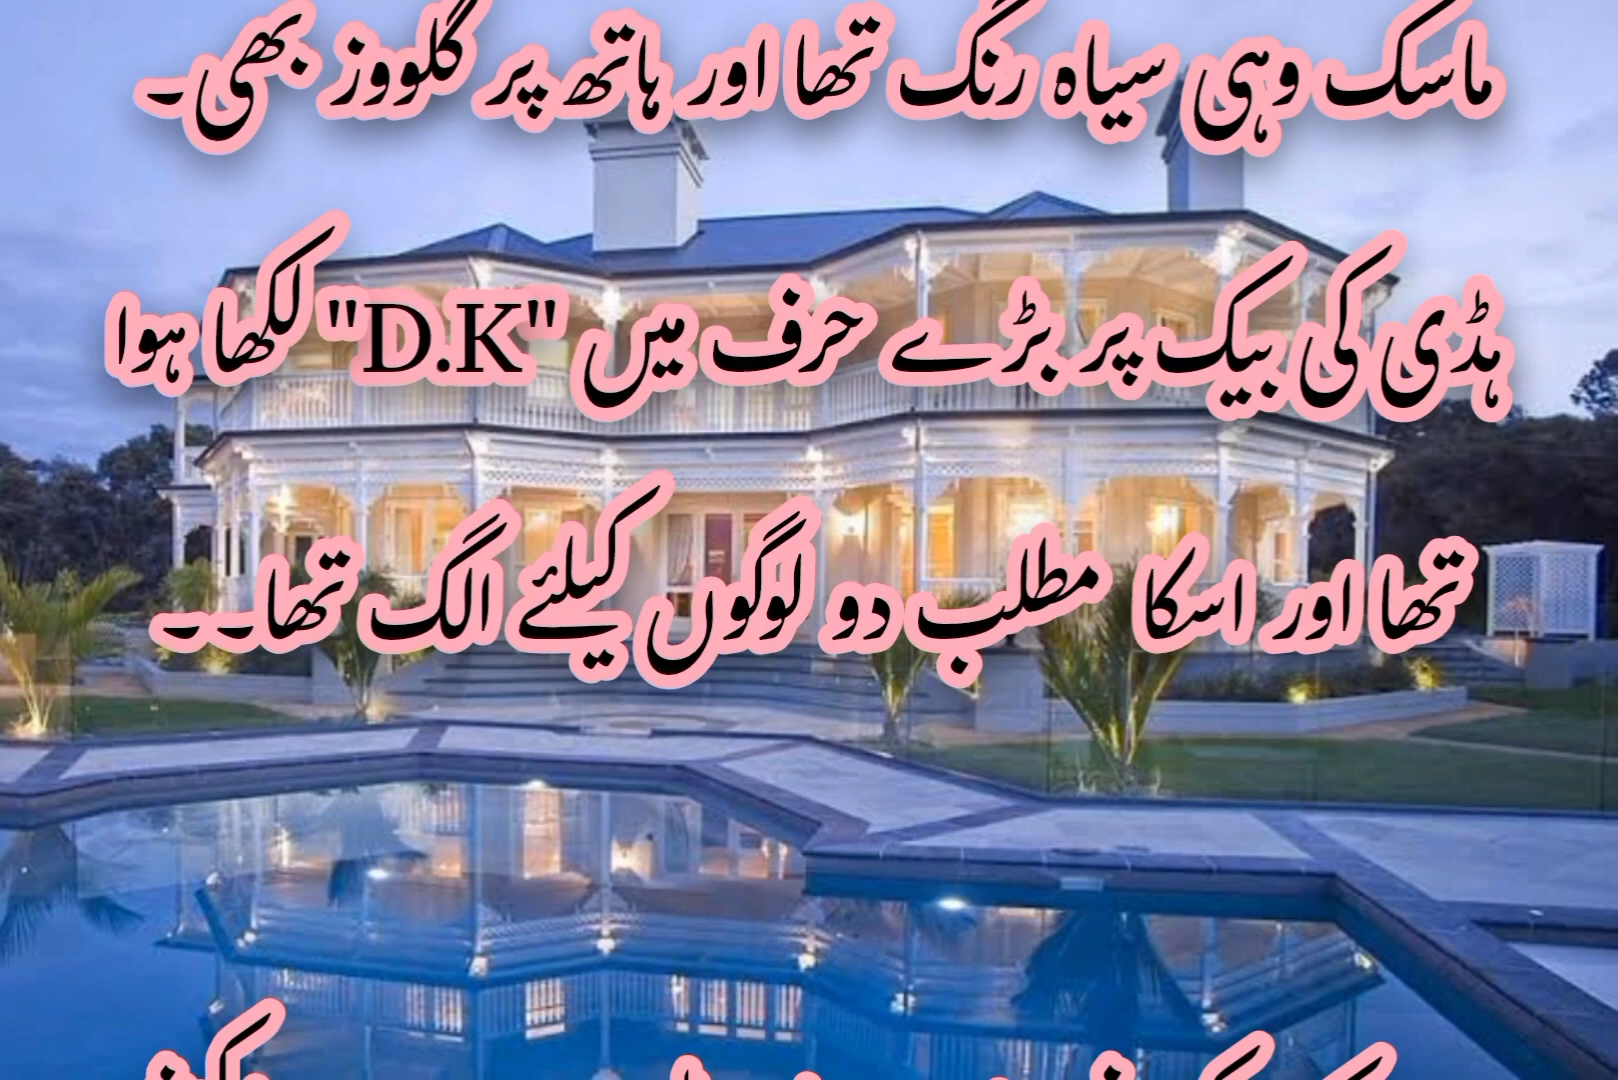 ماسک وہی سیاہ رنگ تھا اور ہاتھ پر گلووز بھی۔
ہڈی کی بیک پر بڑے حرف میں "D.K" لکھا ہوا
تھا اور اسکا مطلب دو لوگوں کیلئے الگ تھا۔۔